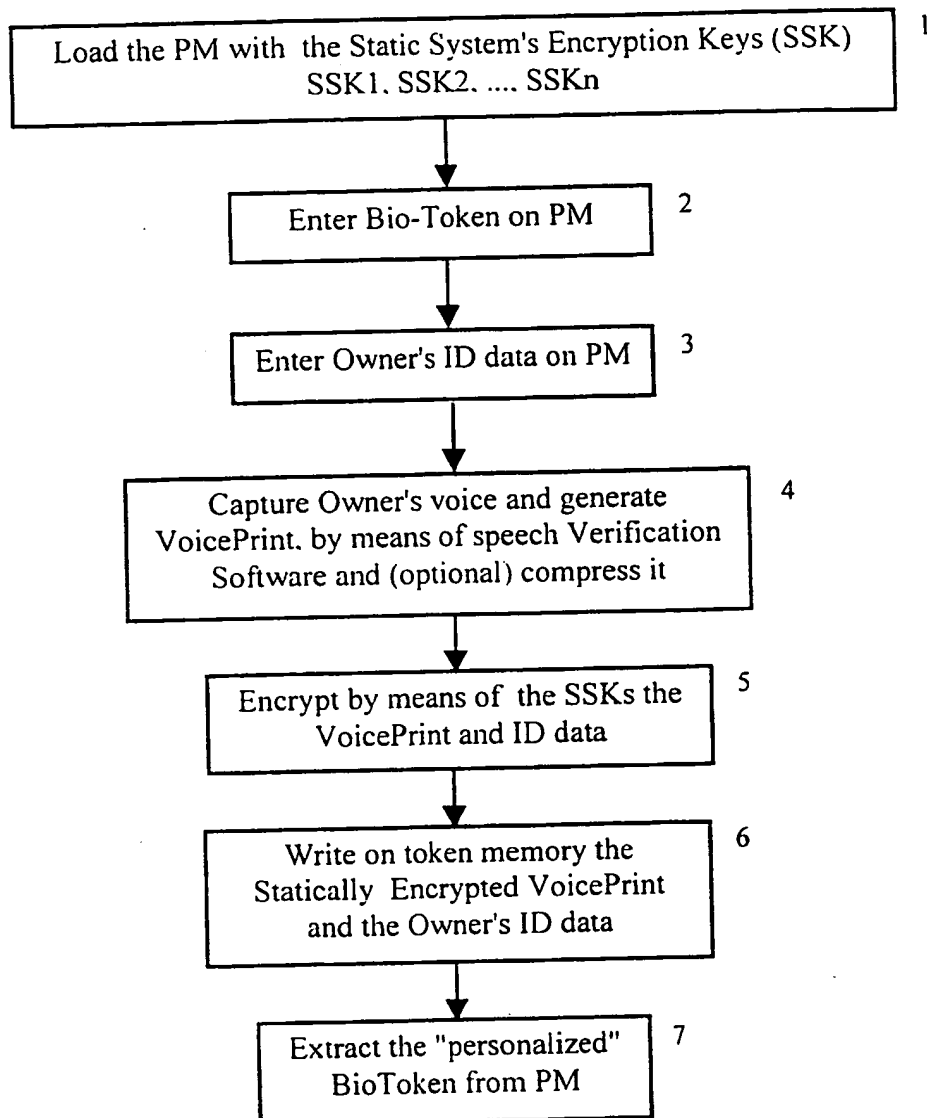 Load the PM with the Static System's Encryption Keys (SSK)
SSK1. SSK2. .... SSKn
1
Enter Bio-Token on PM
2
Enter Owner's ID data on PM
3
Capture Owner's voice and generate
VoicePrint. by means of speech Verification
Software and (optional) compress it
4
Encrypt by means of the SSKs the
VoicePrint and ID data
5
Write on token memory the
Statically Encrypted VoicePrint
and the Owner's ID data
6
Extract the "personalized"
BioToken from PM
7